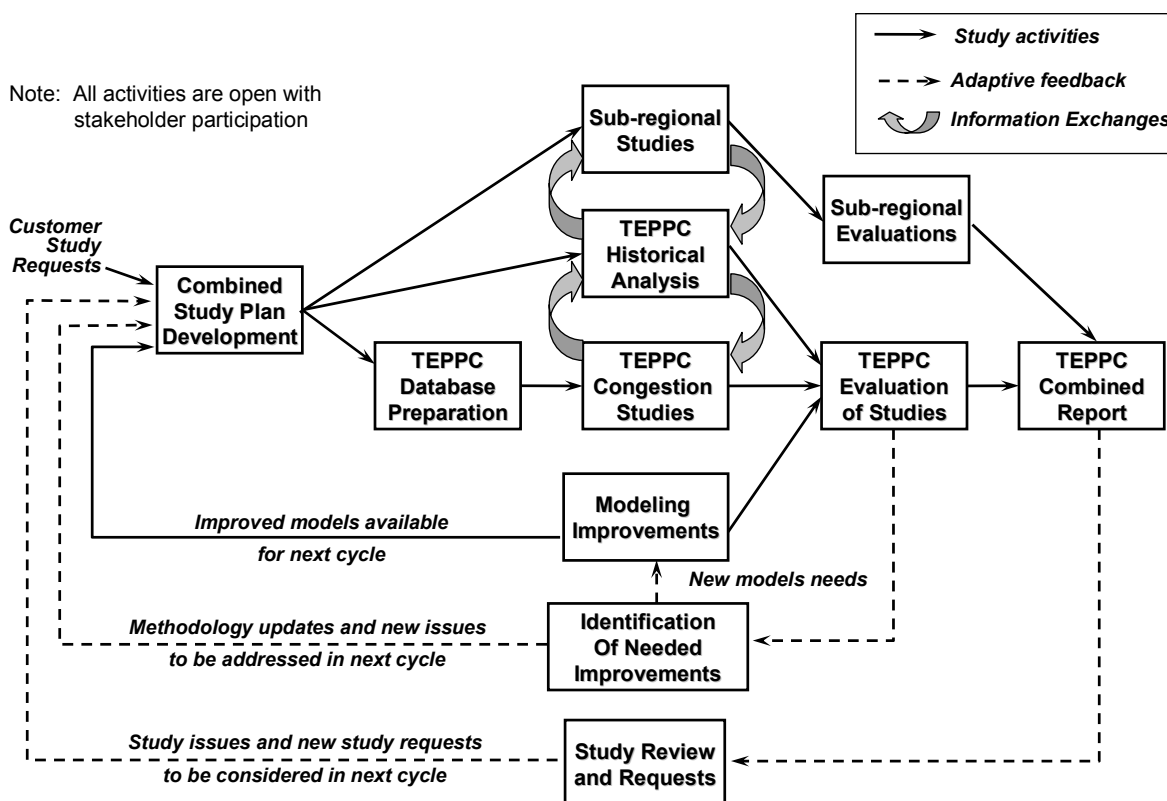 Note:  All activities are open with
stakeholder participation
Study activities
Adaptive feedback
Information Exchanges
Sub-regional
Studies
Sub-regional
Evaluations
Customer
Study
Requests
TEPPC
Historical
Analysis
Combined
Study Plan
Development
TEPPC
Database
Preparation
TEPPC
Congestion
Studies
TEPPC
Evaluation
of Studies
TEPPC
Combined
Report
Modeling
Improvements
Improved models available
for next cycle
New models needs
Identification
Of Needed
Improvements
Methodology updates and new issues
to be addressed in next cycle
Study Review
and Requests
Study issues and new study requests
to be considered in next cycle